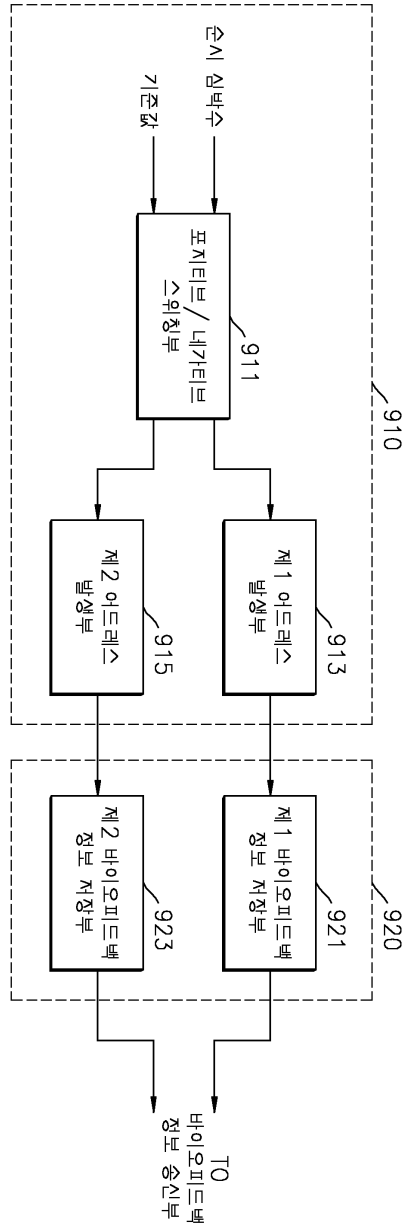 순시 심박수
기준값
포지티브 / 네가티브
스위칭부
911
910
제1 어드레스
발생부
913
제2 어드레스
발생부
915
제1 바이오피드백
정보 저장부
921
920
제2 바이오피드백
정보 저장부
923
TO
바이오피드백
정보 송신부